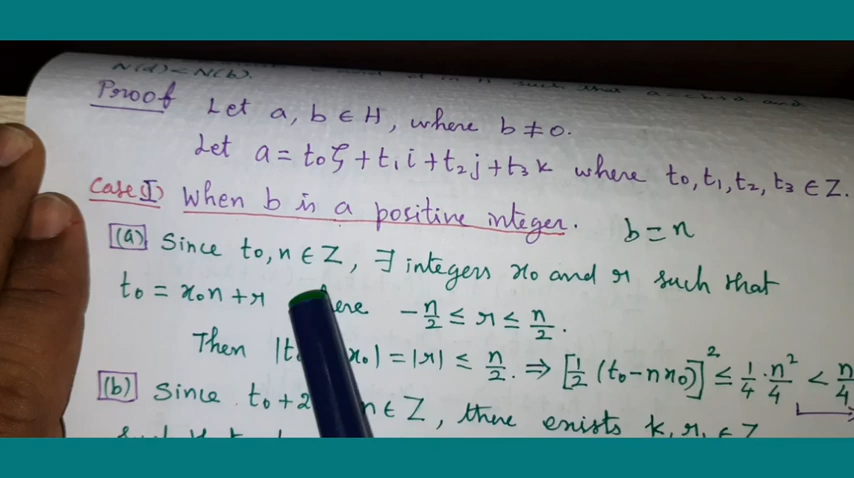 N(d) < N(b).
Proof Let a, b ∈ H, where b ≠ 0.
Let a = t₀ζ + t₁i + t₂j + t₃k where t₀, t₁, t₂, t₃ ∈ Z.
Case(I) When b is a positive integer. b = n
(a) Since t₀, n ∈ Z, ∃ integers x₀ and r such that
t₀ = x₀n + r -n/2 ≤ r ≤ n/2.
Then |t x₀| = |r| ≤ n/2. ⇒ [1/2 (t₀ - nx₀)]² ≤ 1/4 · n²/4 < n/4
(b) Since t₀ + 2 n ∈ Z, there exists k, r₁ ∈ Z